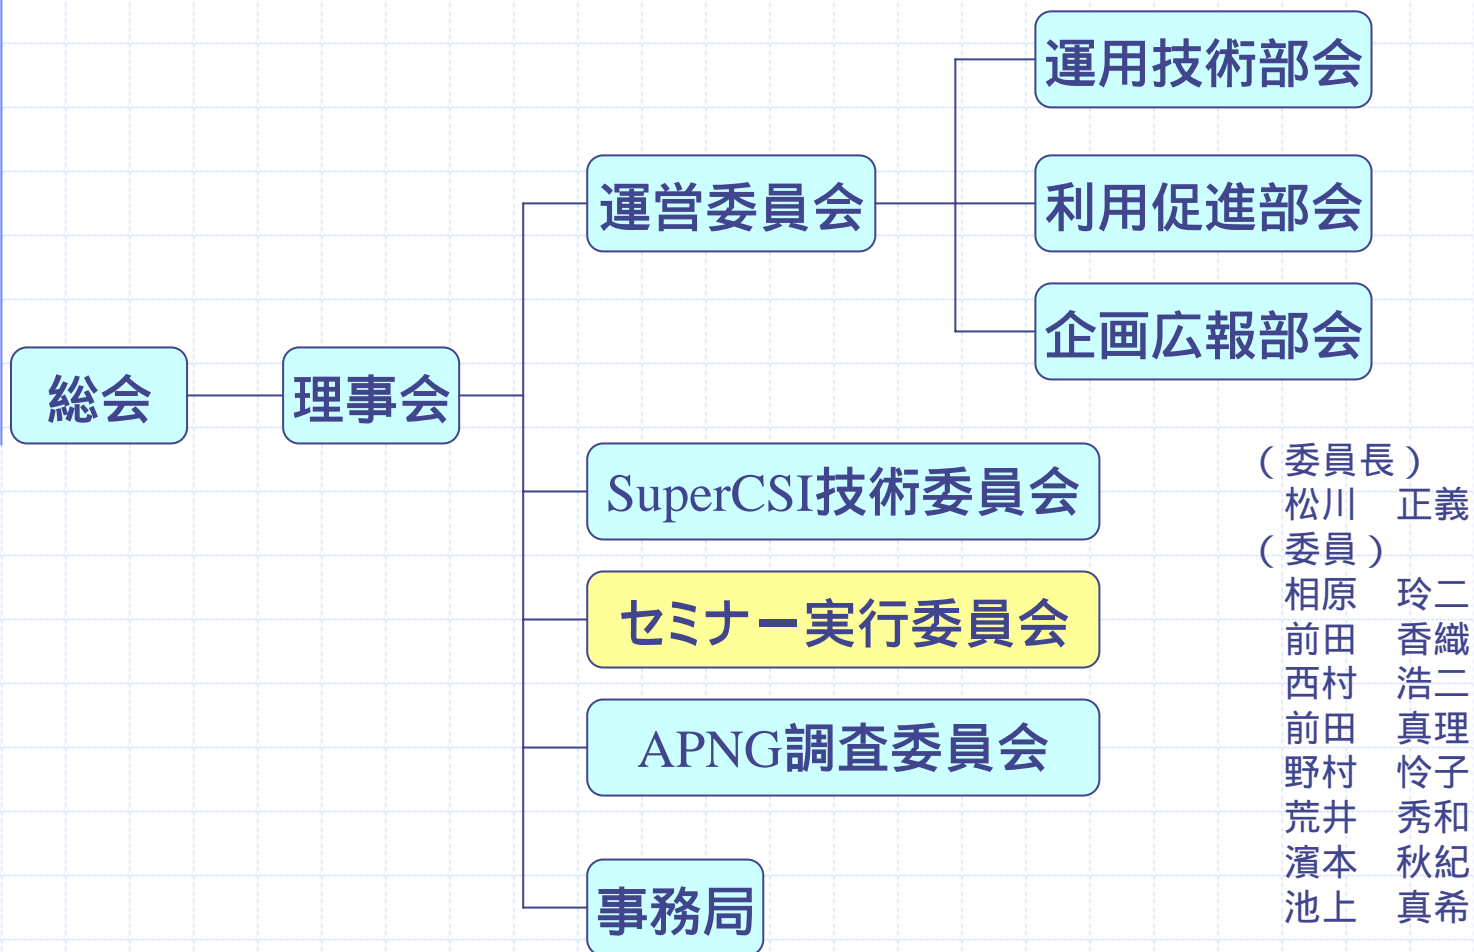 運用技術部会
運営委員会
利用促進部会
企画広報部会
総会
理事会
SuperCSI技術委員会
セミナー実行委員会
APNG調査委員会
事務局
（委員長）
松川　正義
（委員）
相原　玲二
前田　香織
西村　浩二
前田　真理
野村　怜子
荒井　秀和
濱本　秋紀
池上　真希